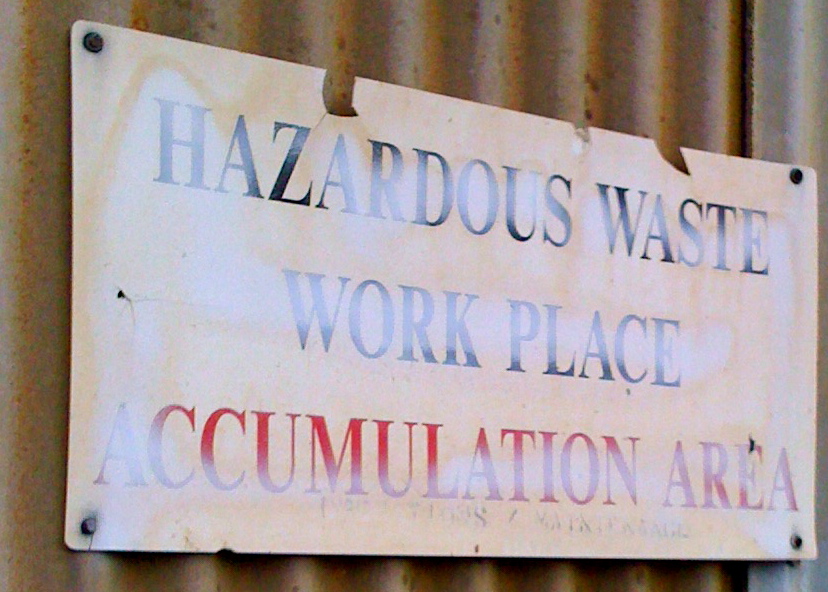 HAZARDOUS WASTE
WORK PLACE
ACCUMULATION AREA